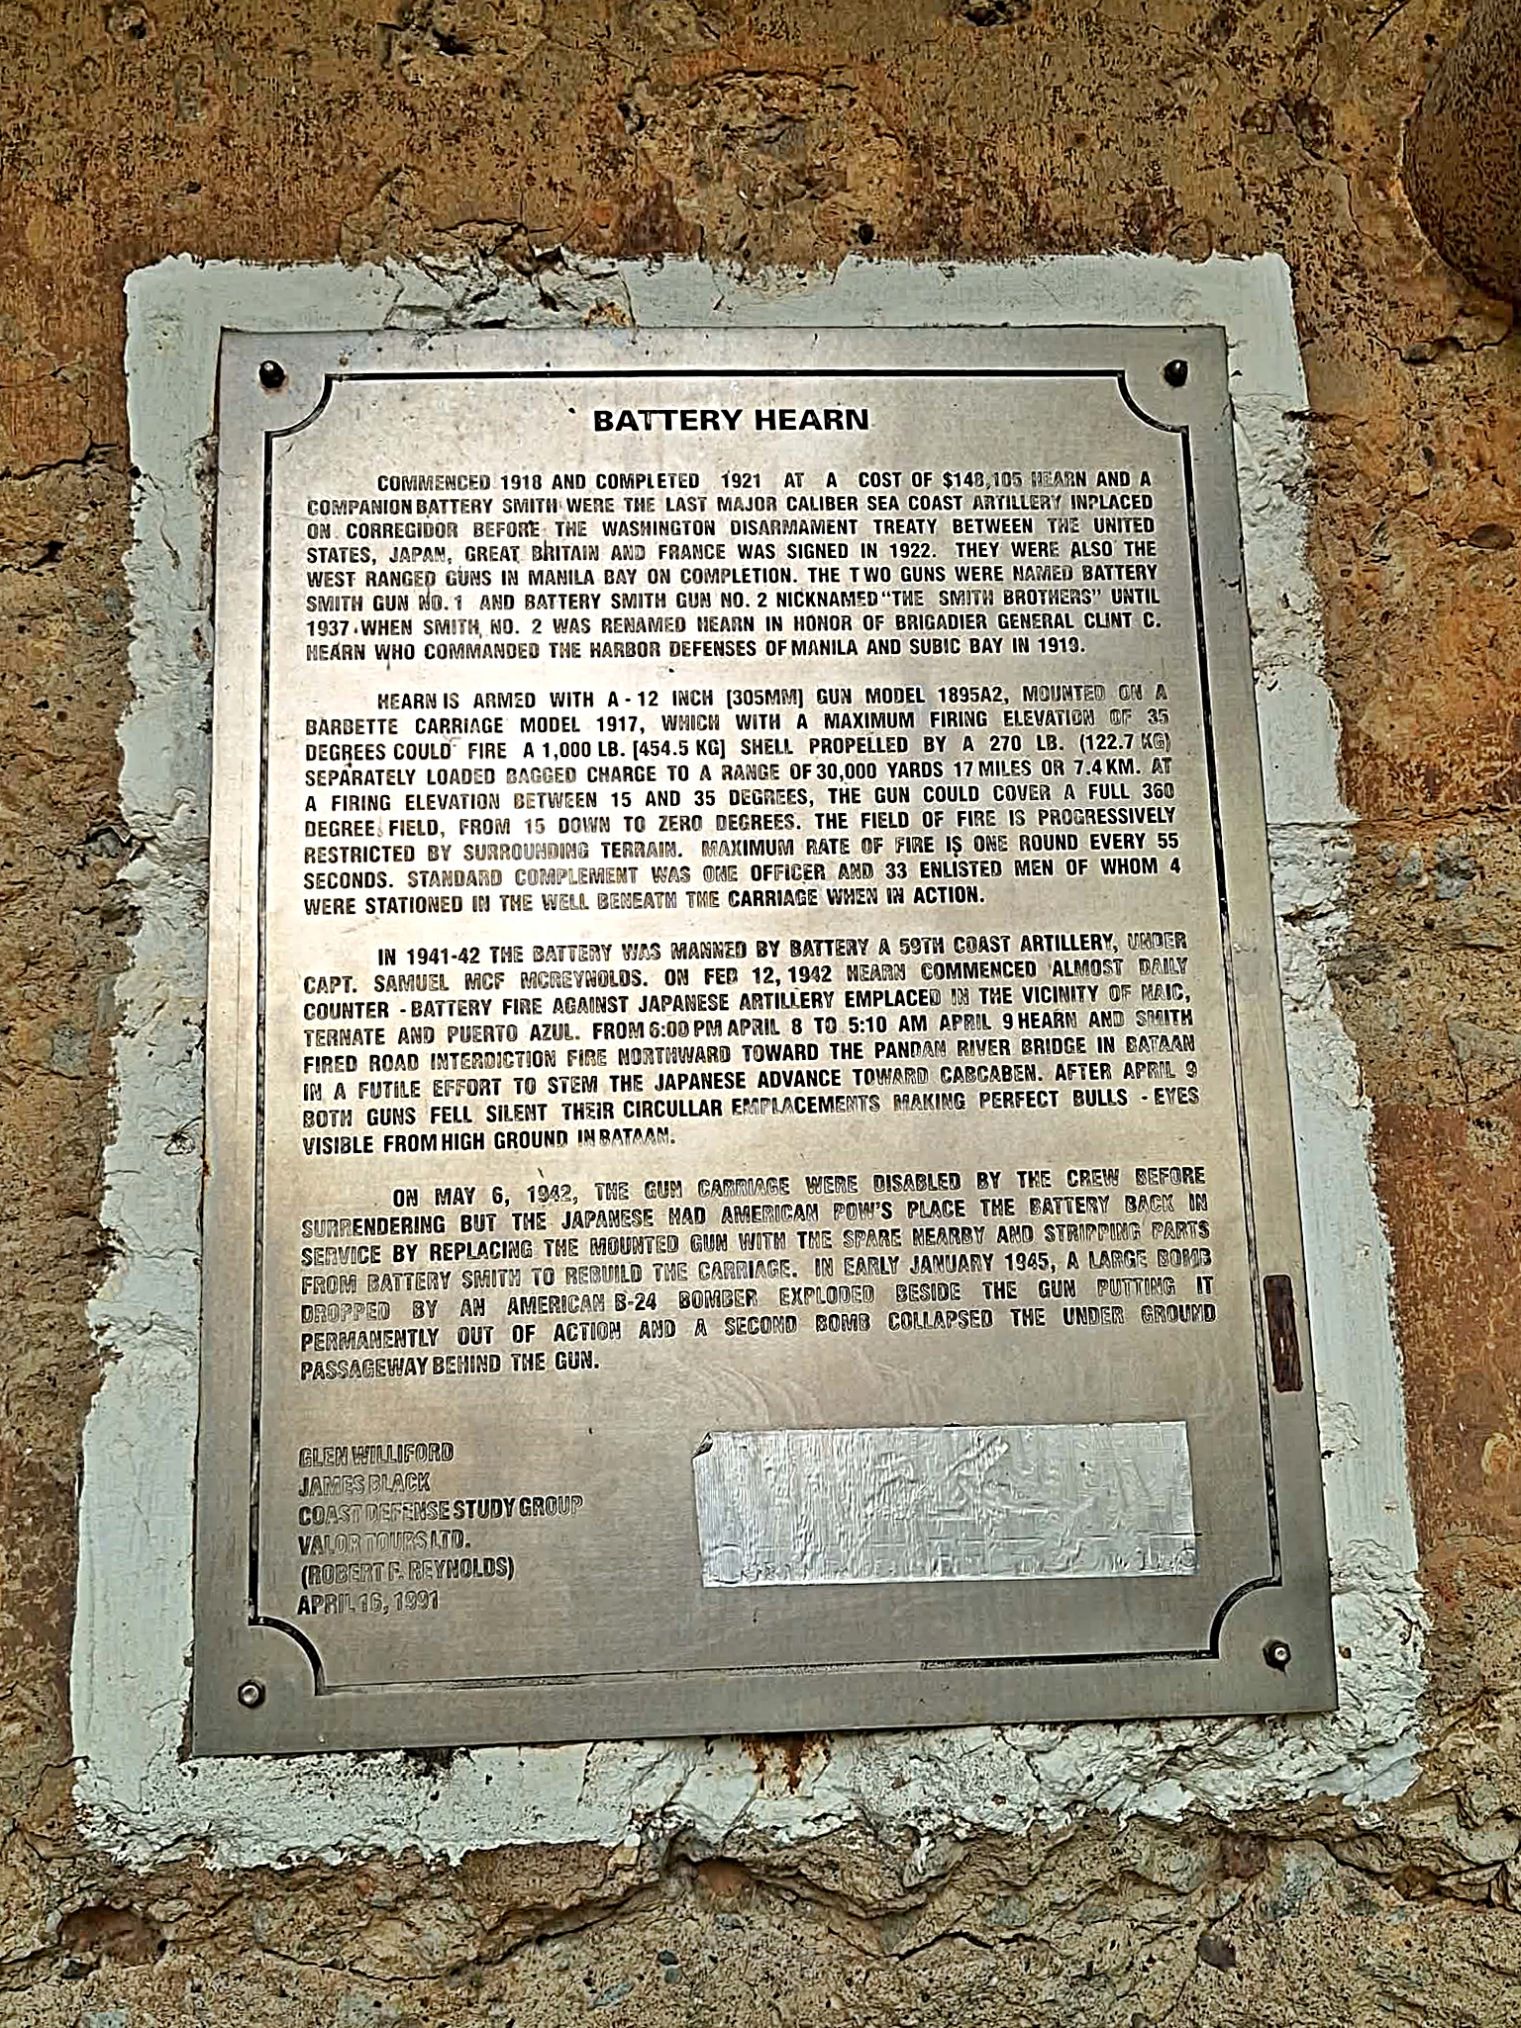 BATTERY HEARN
COMMENCED 1918 AND COMPLETED 1921 AT A COST OF $148,105 HEARN AND A
COMPANION BATTERY SMITH WERE THE LAST MAJOR CALIBER SEA COAST ARTILLERY INPLACED
ON CORREGIDOR BEFORE THE WASHINGTON DISARMAMENT TREATY BETWEEN THE UNITED
STATES, JAPAN, GREAT BRITAIN AND FRANCE WAS SIGNED IN 1922. THEY WERE ALSO THE
WEST RANGED GUNS IN MANILA BAY ON COMPLETION. THE TWO GUNS WERE NAMED BATTERY
SMITH GUN NO. 1 AND BATTERY SMITH GUN NO. 2 NICKNAMED "THE SMITH BROTHERS" UNTIL
1937 WHEN SMITH NO. 2 WAS RENAMED HEARN IN HONOR OF BRIGADIER GENERAL CLINT C.
HEARN WHO COMMANDED THE HARBOR DEFENSES OF MANILA AND SUBIC BAY IN 1919.
HEARN IS ARMED WITH A - 12 INCH [305MM] GUN MODEL 1895A2, MOUNTED ON A
BARBETTE CARRIAGE MODEL 1917, WHICH WITH A MAXIMUM FIRING ELEVATION OF 35
DEGREES COULD FIRE A 1,000 LB. [454.5 KG] SHELL PROPELLED BY A 270 LB. (122.7 KG)
SEPARATELY LOADED BAGGED CHARGE TO A RANGE OF 30,000 YARDS 17 MILES OR 7.4 KM. AT
A FIRING ELEVATION BETWEEN 15 AND 35 DEGREES, THE GUN COULD COVER A FULL 360
DEGREE FIELD, FROM 15 DOWN TO ZERO DEGREES. THE FIELD OF FIRE IS PROGRESSIVELY
RESTRICTED BY SURROUNDING TERRAIN. MAXIMUM RATE OF FIRE IS ONE ROUND EVERY 55
SECONDS. STANDARD COMPLEMENT WAS ONE OFFICER AND 33 ENLISTED MEN OF WHOM 4
WERE STATIONED IN THE WELL BENEATH THE CARRIAGE WHEN IN ACTION.
IN 1941-42 THE BATTERY WAS MANNED BY BATTERY A 59TH COAST ARTILLERY, UNDER
CAPT. SAMUEL MCF MCREYNOLDS. ON FEB 12, 1942 HEARN COMMENCED ALMOST DAILY
COUNTER - BATTERY FIRE AGAINST JAPANESE ARTILLERY EMPLACED IN THE VICINITY OF NAIC,
TERNATE AND PUERTO AZUL. FROM 6:00 PM APRIL 8 TO 5:10 AM APRIL 9 HEARN AND SMITH
FIRED ROAD INTERDICTION FIRE NORTHWARD TOWARD THE PANDAN RIVER BRIDGE IN BATAAN
IN A FUTILE EFFORT TO STEM THE JAPANESE ADVANCE TOWARD CABCABEN. AFTER APRIL 9
BOTH GUNS FELL SILENT THEIR CIRCULLAR EMPLACEMENTS MAKING PERFECT BULLS - EYES
VISIBLE FROM HIGH GROUND IN BATAAN.
ON MAY 6, 1942, THE GUN CARRIAGE WERE DISABLED BY THE CREW BEFORE
SURRENDERING BUT THE JAPANESE HAD AMERICAN POW'S PLACE THE BATTERY BACK IN
SERVICE BY REPLACING THE MOUNTED GUN WITH THE SPARE NEARBY AND STRIPPING PARTS
FROM BATTERY SMITH TO REBUILD THE CARRIAGE. IN EARLY JANUARY 1945, A LARGE BOMB
DROPPED BY AN AMERICAN B-24 BOMBER EXPLODED BESIDE THE GUN PUTTING IT
PERMANENTLY OUT OF ACTION AND A SECOND BOMB COLLAPSED THE UNDER GROUND
PASSAGEWAY BEHIND THE GUN.
GLEN WILLIFORD
JAMES BLACK
COAST DEFENSE STUDY GROUP
VALOR TOURS LTD.
(ROBERT F. REYNOLDS)
APRIL 16, 1991